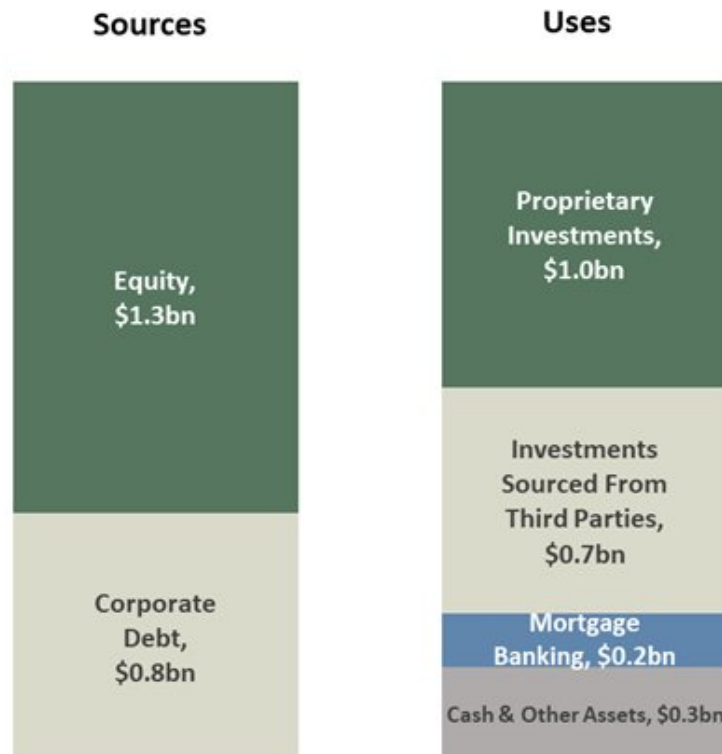 Sources
Uses
Equity,
$1.3bn
Corporate
Debt,
$0.8bn
Proprietary
Investments,
$1.0bn
Investments
Sourced From
Third Parties,
$0.7bn
Mortgage
Banking, $0.2bn
Cash & Other Assets, $0.3bn